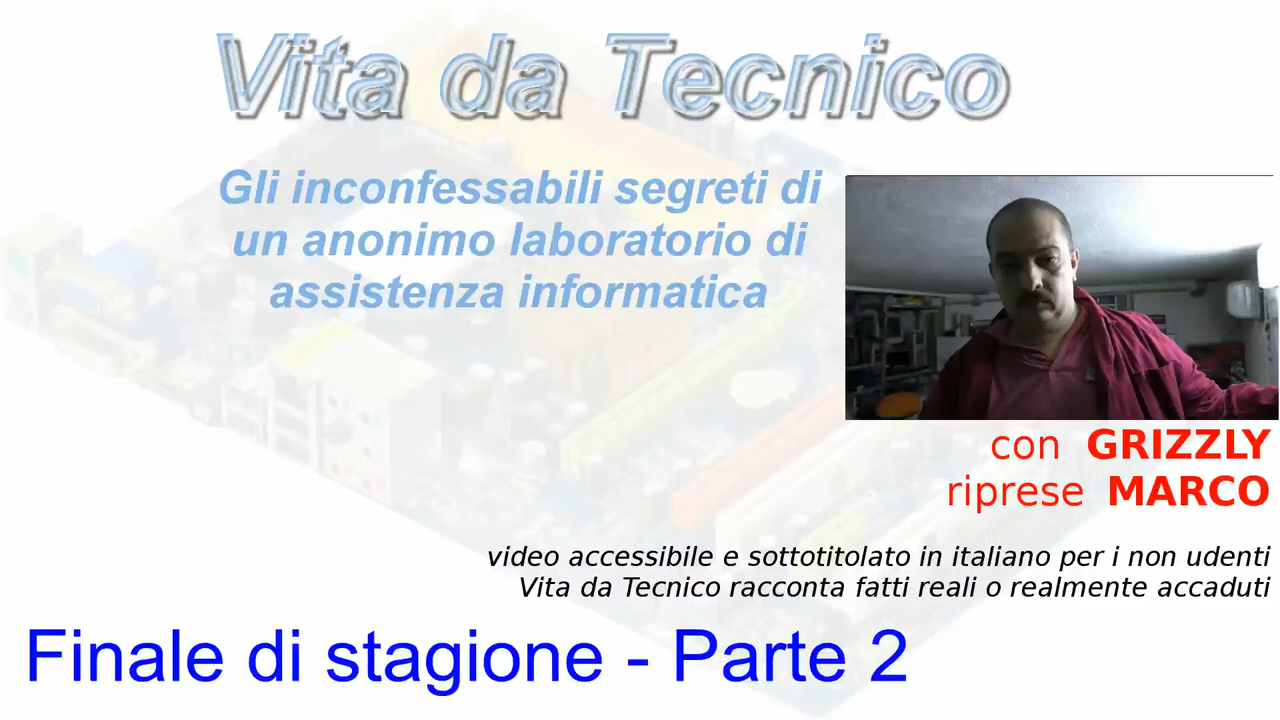 Vita da Tecnico
Gli inconfessabili segreti di
un anonimo laboratorio di
assistenza informatica
con GRIZZLY
riprese MARCO
video accessibile e sottotitolato in italiano per i non udenti
Vita da Tecnico racconta fatti reali o realmente accaduti
Finale di stagione - Parte 2